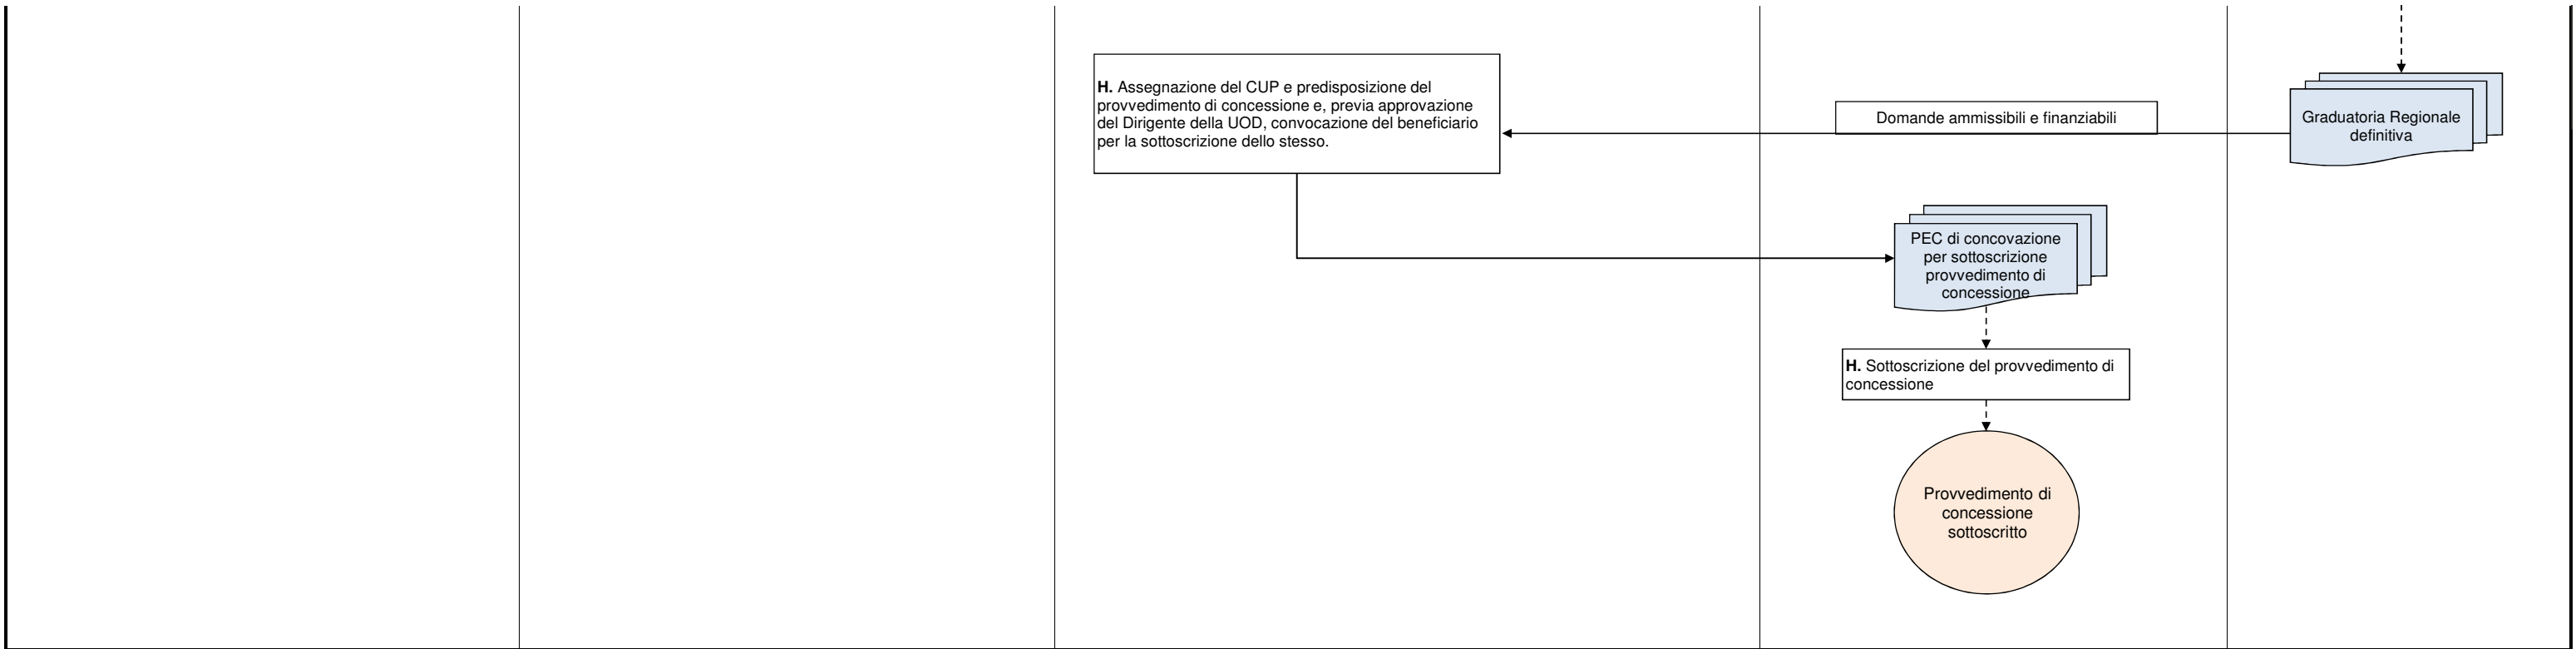 H. Assegnazione del CUP e predisposizione del
provvedimento di concessione e, previa approvazione
del Dirigente della UOD, convocazione del beneficiario
per la sottoscrizione dello stesso.
Domande ammissibili e finanziabili
Graduatoria Regionale
definitiva
PEC di concovazione
per sottoscrizione
provvedimento di
concessione
H. Sottoscrizione del provvedimento di
concessione
Provvedimento di
concessione
sottoscritto